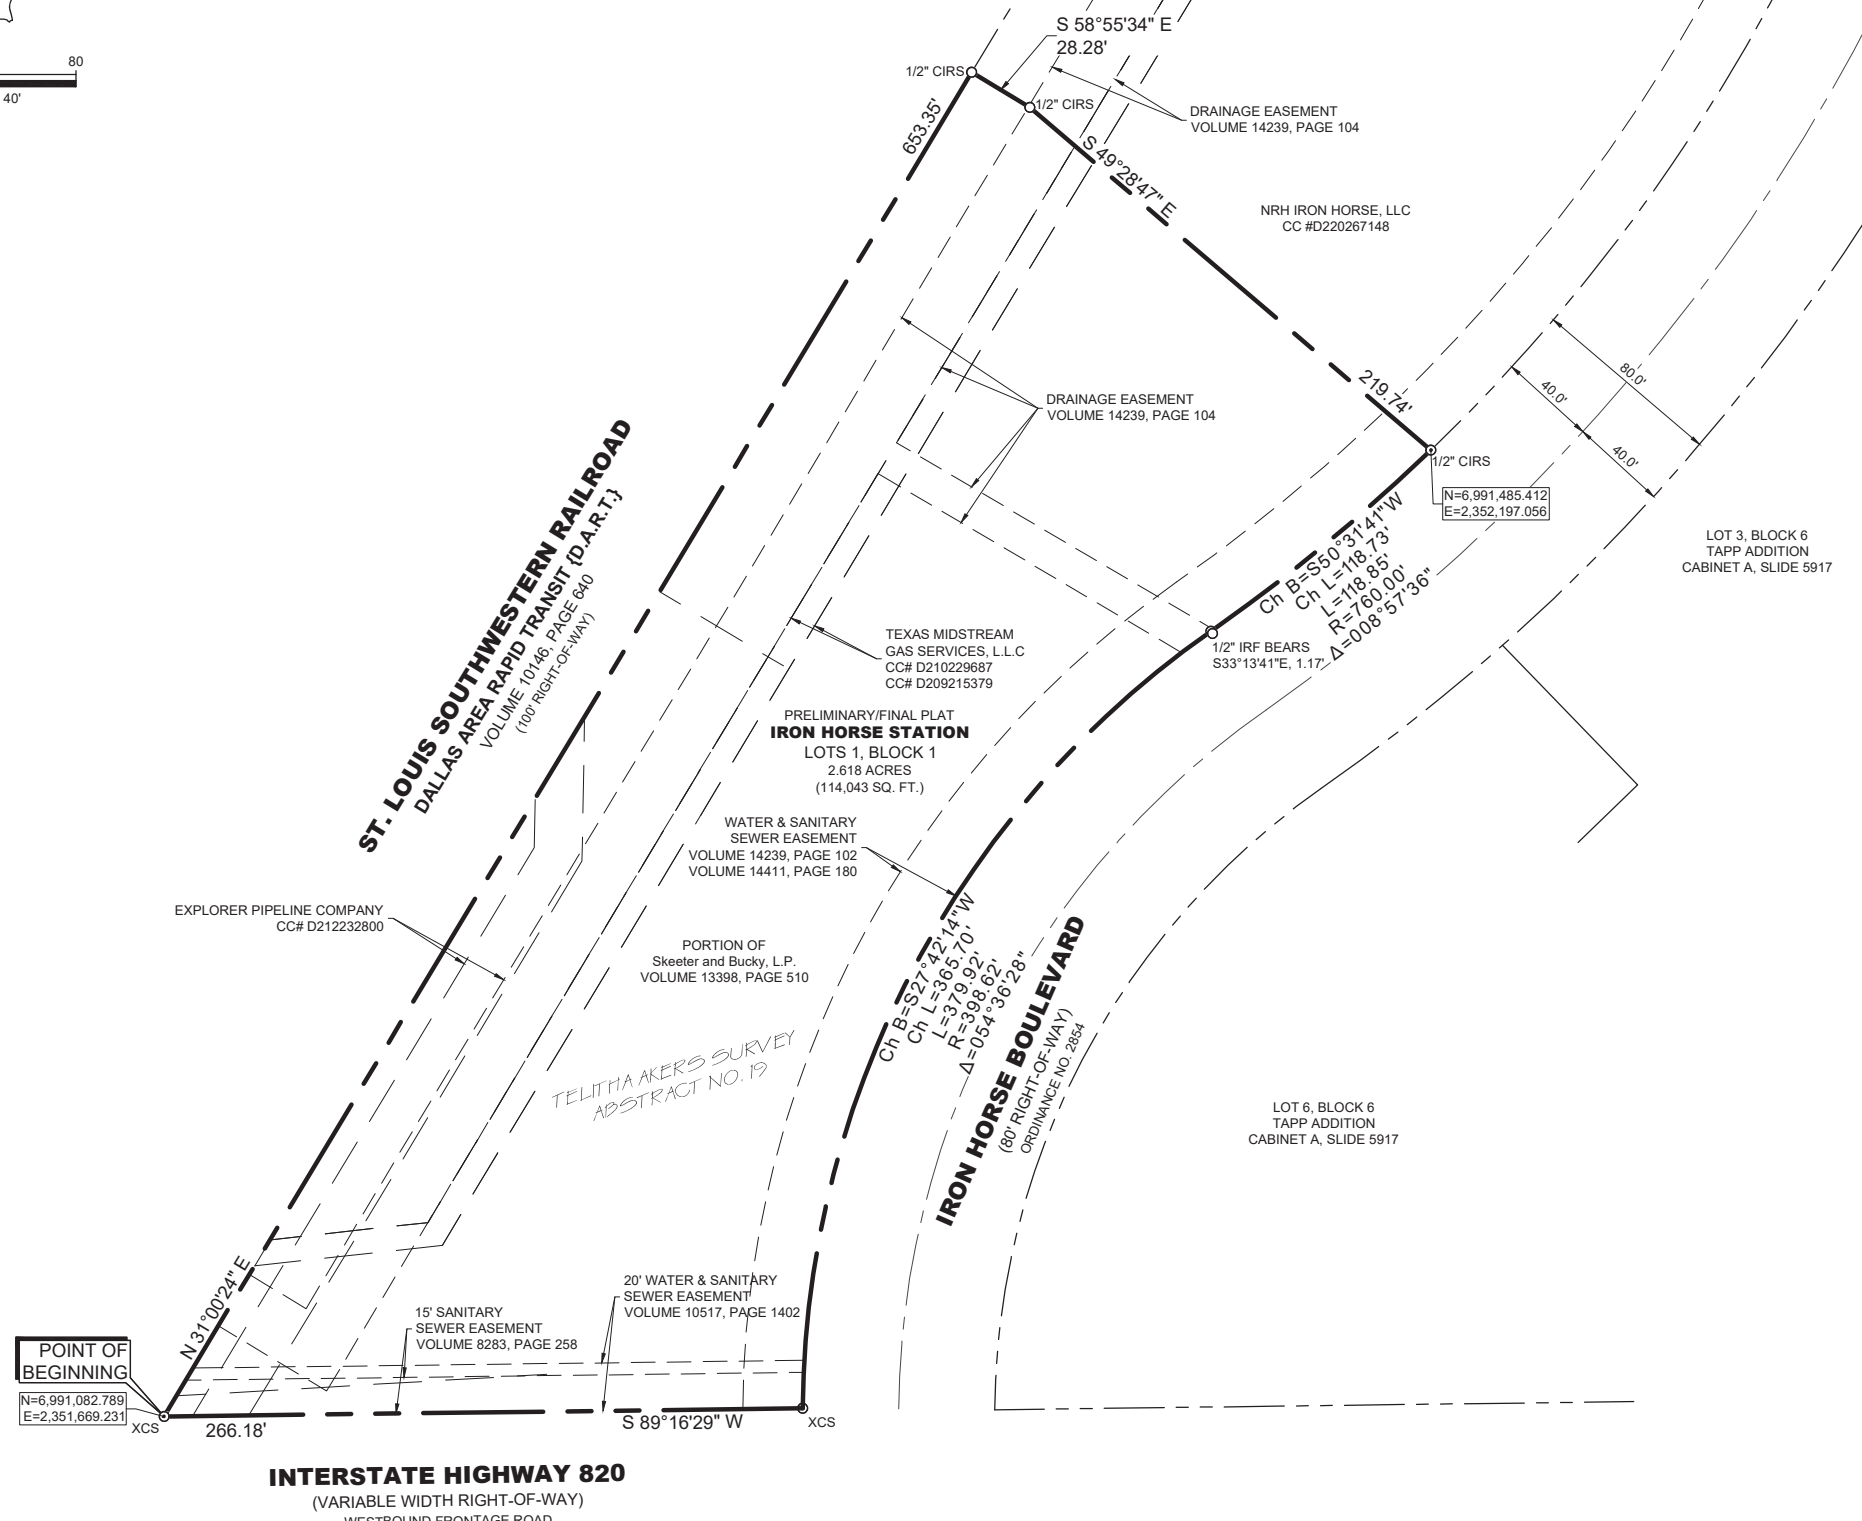 80
40'
S 58°55'34" E
28.28'
1/2" CIRS
1/2" CIRS
653.35'
DRAINAGE EASEMENT
VOLUME 14239, PAGE 104
S 49°28'47" E
NRH IRON HORSE, LLC
CC #D220267148
219.74'
80.0'
40.0'
40.0'
DRAINAGE EASEMENT
VOLUME 14239, PAGE 104
1/2" CIRS
N=6,991,485.412
E=2,352,197.056
LOT 3, BLOCK 6
TAPP ADDITION
CABINET A, SLIDE 5917
ST. LOUIS SOUTHWESTERN RAILROAD
DALLAS AREA RAPID TRANSIT {D.A.R.T.}
VOLUME 10146, PAGE 640
(100' RIGHT-OF-WAY)
Ch B=S50°31'41"W
Ch L=118.73'
L=118.85'
R=760.00'
Δ=008°57'36"
1/2" IRF BEARS
S33°13'41"E, 1.17'
TEXAS MIDSTREAM
GAS SERVICES, L.L.C
CC# D210229687
CC# D209215379
PRELIMINARY/FINAL PLAT
IRON HORSE STATION
LOTS 1, BLOCK 1
2.618 ACRES
(114,043 SQ. FT.)
WATER & SANITARY
SEWER EASEMENT
VOLUME 14239, PAGE 102
VOLUME 14411, PAGE 180
EXPLORER PIPELINE COMPANY
CC# D212232800
PORTION OF
Skeeter and Bucky, L.P.
VOLUME 13398, PAGE 510
Ch B=S27°42'14"W
Ch L=365.70'
L=379.92'
R=398.62'
Δ=054°36'28"
IRON HORSE BOULEVARD
(80' RIGHT-OF-WAY)
ORDINANCE NO. 2854
TELITHA AKERS SURVEY
ABSTRACT NO. 19
LOT 6, BLOCK 6
TAPP ADDITION
CABINET A, SLIDE 5917
N 31°00'24" E
20' WATER & SANITARY
SEWER EASEMENT
VOLUME 10517, PAGE 1402
15' SANITARY
SEWER EASEMENT
VOLUME 8283, PAGE 258
POINT OF
BEGINNING
N=6,991,082.789
E=2,351,669.231
XCS
266.18'
S 89°16'29" W
XCS
INTERSTATE HIGHWAY 820
(VARIABLE WIDTH RIGHT-OF-WAY)
WESTBOUND FRONTAGE ROAD